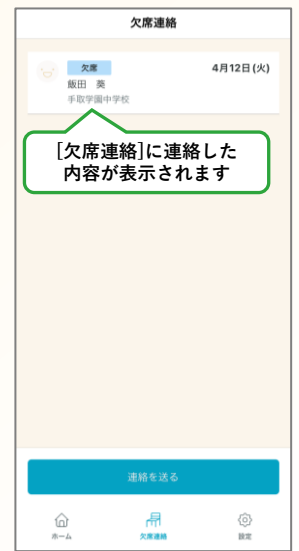 欠席連絡
欠席 4月12日(火)
飯田 葵
手取学園中学校
[欠席連絡]に連絡した
内容が表示されます
連絡を送る
ホーム 欠席連絡 設定